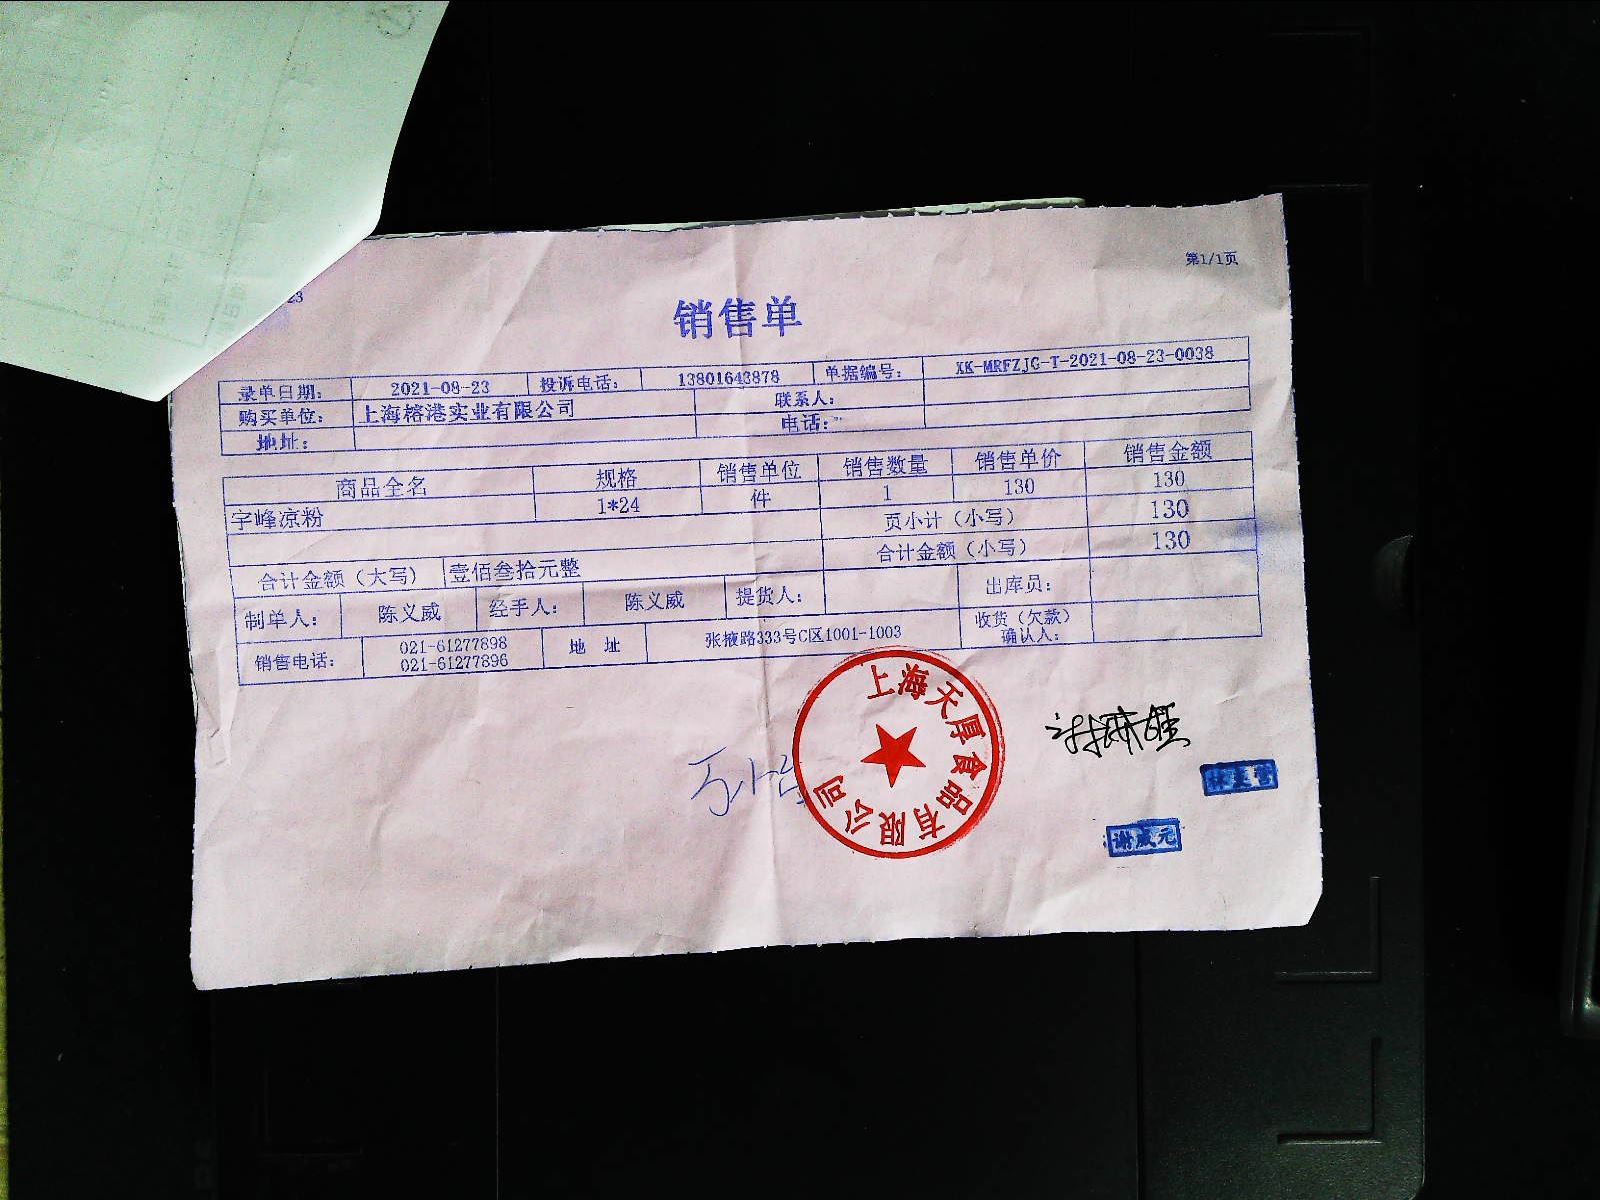 第1/1页
23
销售单
录单日期: 2021-08-23 投诉电话: 13801643878 单据编号: XK-MRFZJG-T-2021-08-23-0038
购买单位: 上海榕港实业有限公司 联系人:
地址: 电话:
商品全名 规格 销售单位 销售数量 销售单价 销售金额
宇峰凉粉 1*24 件 1 130 130
页小计（小写） 130
合计金额（大写） 壹佰叁拾元整 合计金额（小写） 130
制单人: 陈义威 经手人: 陈义威 提货人: 出库员:
销售电话: 021-61277898 地 址 张掖路333号C区1001-1003 收货（欠款）
021-61277896 确认人:
上海天厚食品有限公司
谢成元